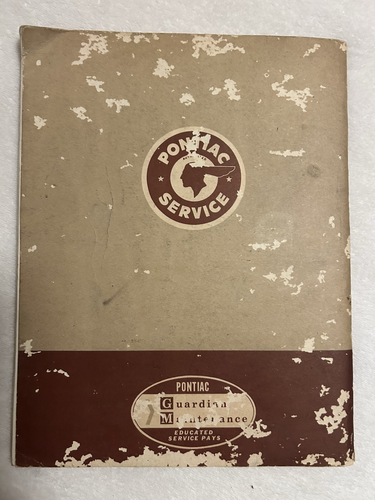 PONTIAC
SERVICE
PONTIAC
Guardian
Maintenance
EDUCATED
SERVICE PAYS